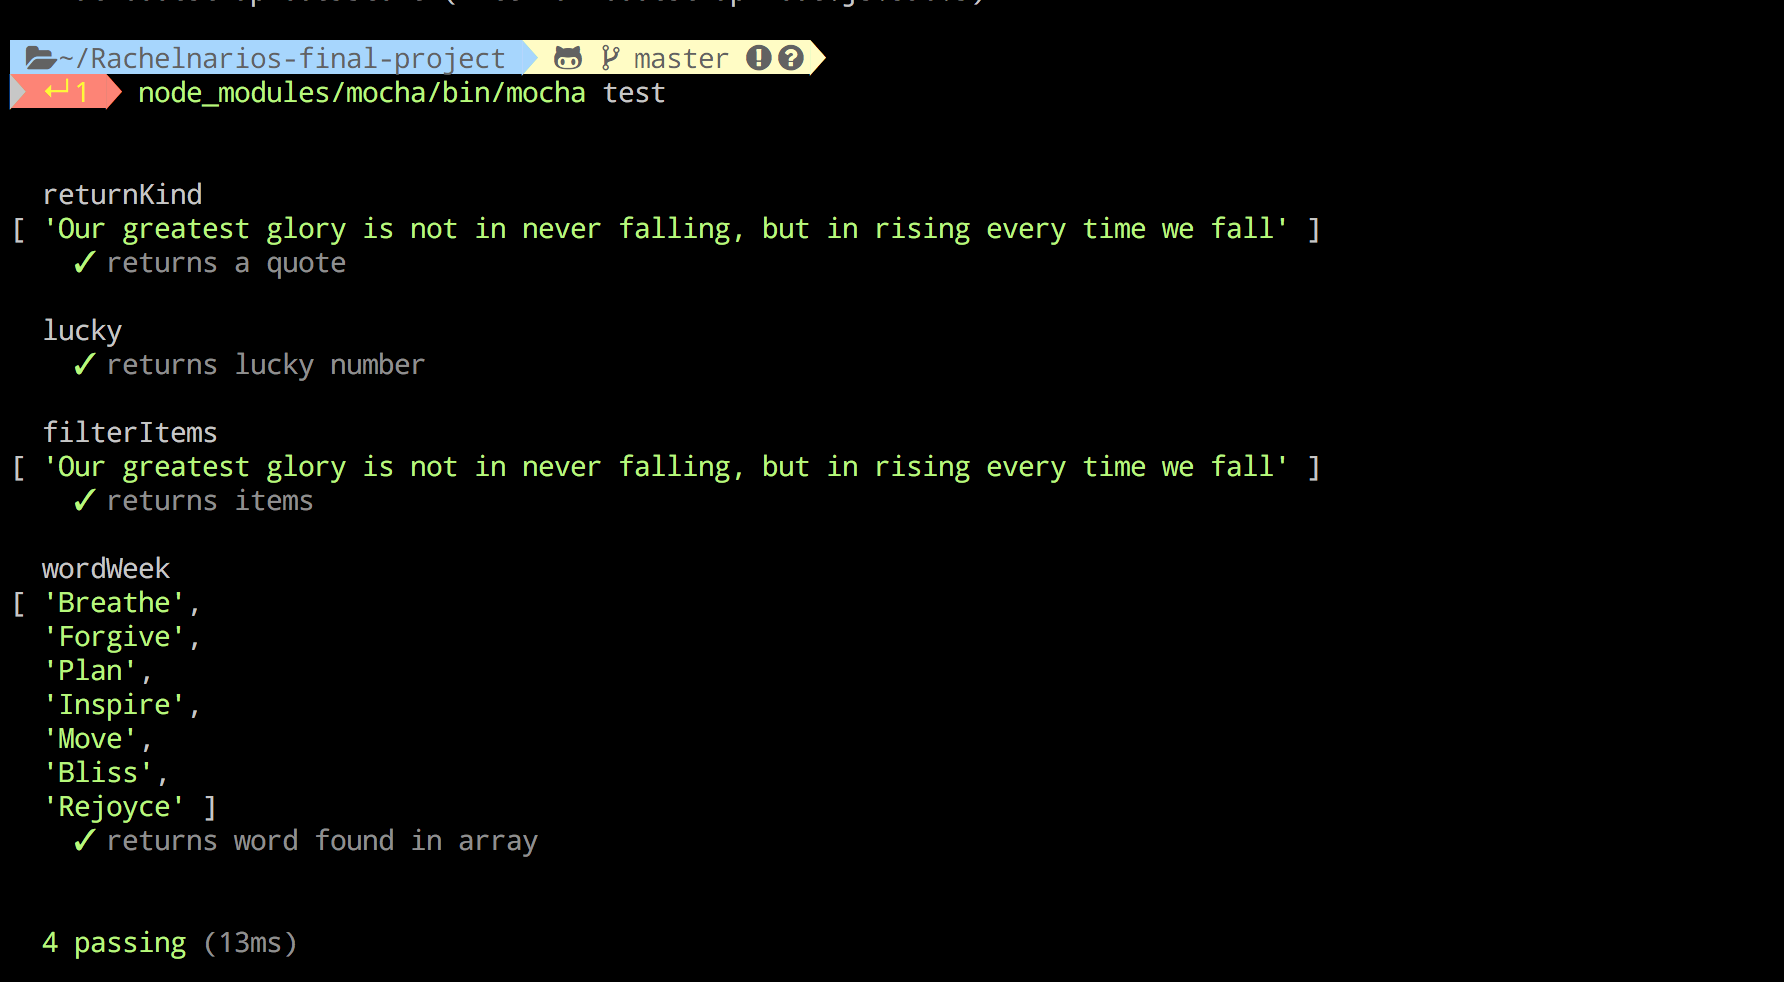 ~/Rachelnarios-final-project master
1 node_modules/mocha/bin/mocha test
returnKind
[ 'Our greatest glory is not in never falling, but in rising every time we fall' ]
✓ returns a quote
lucky
✓ returns lucky number
filterItems
[ 'Our greatest glory is not in never falling, but in rising every time we fall' ]
✓ returns items
wordWeek
[ 'Breathe',
'Forgive',
'Plan',
'Inspire',
'Move',
'Bliss',
'Rejoyce' ]
✓ returns word found in array
4 passing (13ms)